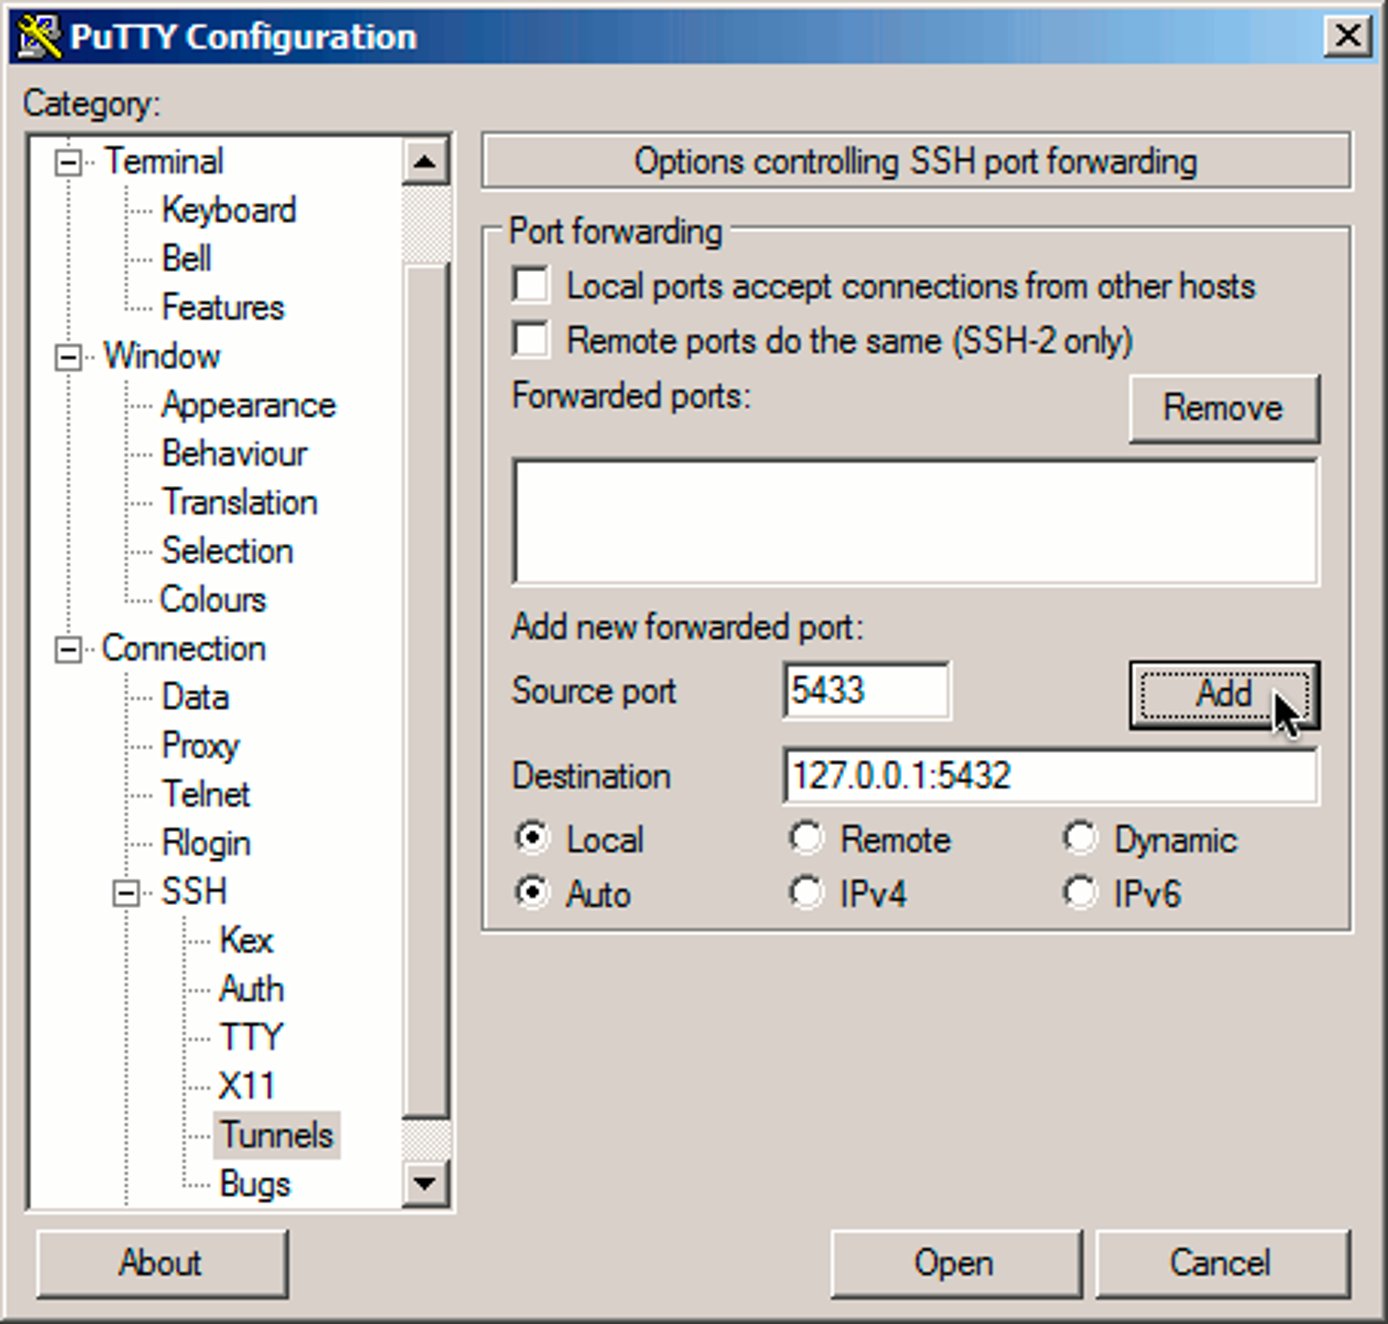 PuTTY Configuration
Category:
Terminal
Keyboard
Bell
Features
Window
Appearance
Behaviour
Translation
Selection
Colours
Connection
Data
Proxy
Telnet
Rlogin
SSH
Kex
Auth
TTY
X11
Tunnels
Bugs
Options controlling SSH port forwarding
Port forwarding
Local ports accept connections from other hosts
Remote ports do the same (SSH-2 only)
Forwarded ports:
Remove
Add new forwarded port:
Source port 5433 Add
Destination 127.0.0.1:5432
Local Remote Dynamic
Auto IPv4 IPv6
About Open Cancel